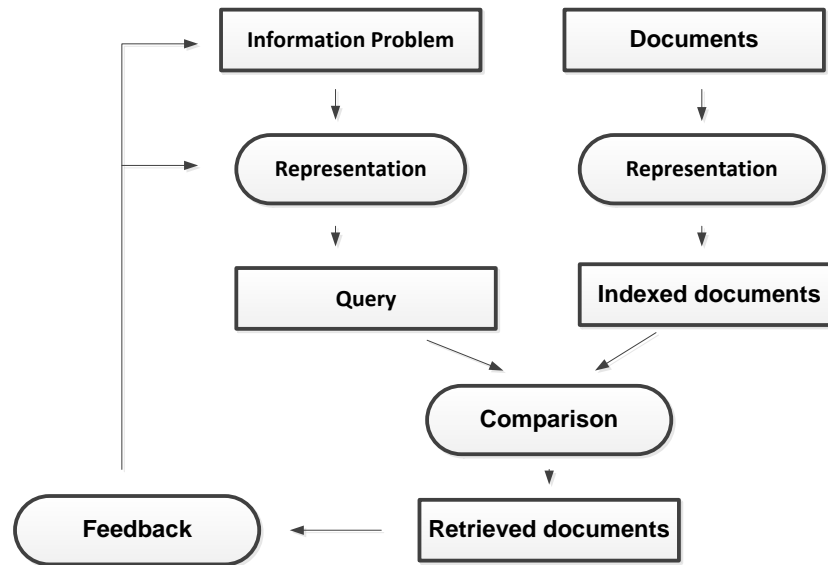 Information Problem
Documents
Representation
Representation
Query
Indexed documents
Comparison
Feedback
Retrieved documents